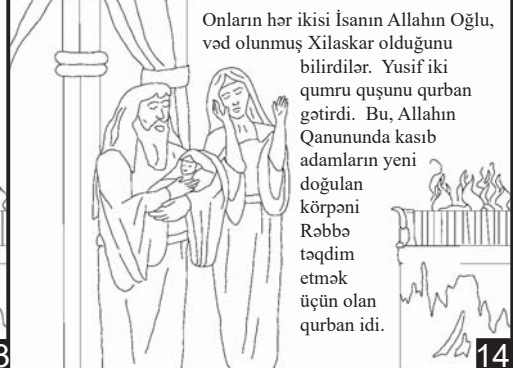 Onların hər ikisi İsanın Allahın Oğlu,
vəd olunmuş Xilaskar olduğunu
bilirdilər. Yusif iki
qumru quşunu qurban
gətirdi. Bu, Allahın
Qanununda kasıb
adamların yeni
doğulan
körpəni
Rəbbə
təqdim
etmək
üçün olan
qurban idi.
3
14